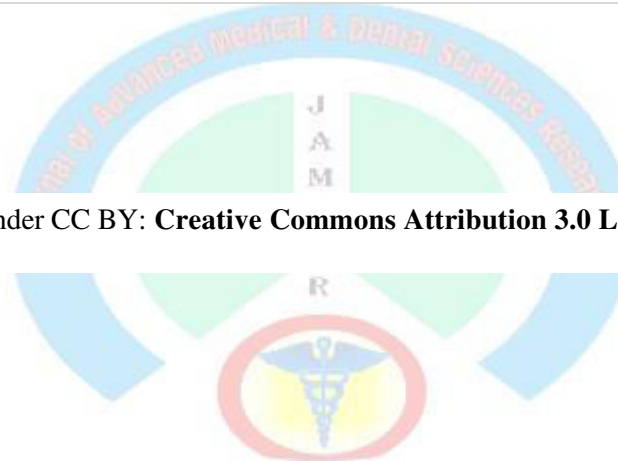 Journal of Advanced Medical & Dental Sciences Research
J
A
M
nder CC BY: Creative Commons Attribution 3.0 L
R